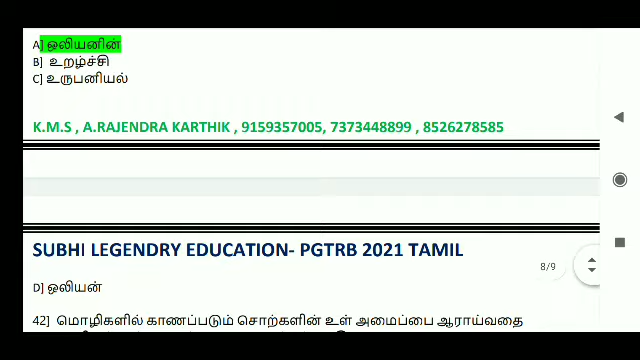 A] ஒலியனின்
B] உறழ்ச்சி
C] உருபனியல்
K.M.S , A.RAJENDRA KARTHIK , 9159357005, 7373448899 , 8526278585
SUBHI LEGENDRY EDUCATION- PGTRB 2021 TAMIL
8/9
D] ஒலியன்
42] மொழிகளில் காணப்படும் சொற்களின் உள் அமைப்பை ஆராய்வதை